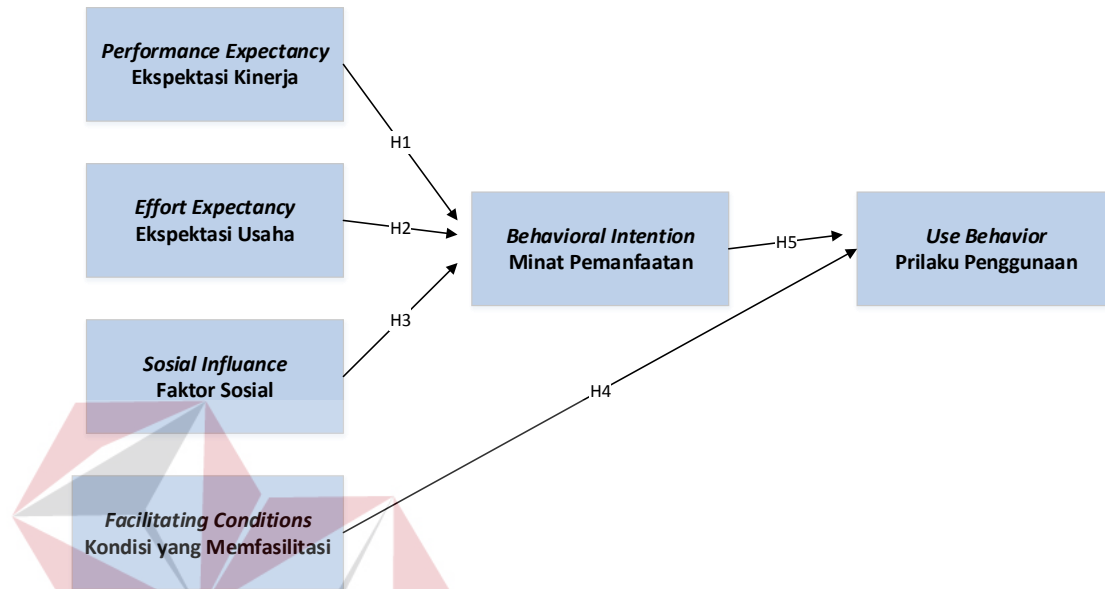 Performance Expectancy
Ekspektasi Kinerja
H1
Effort Expectancy
Ekspektasi Usaha
H2
Behavioral Intention
Minat Pemanfaatan
H5
Use Behavior
Prilaku Penggunaan
H3
Sosial Influance
Faktor Sosial
H4
Facilitating Conditions
Kondisi yang Memfasilitasi